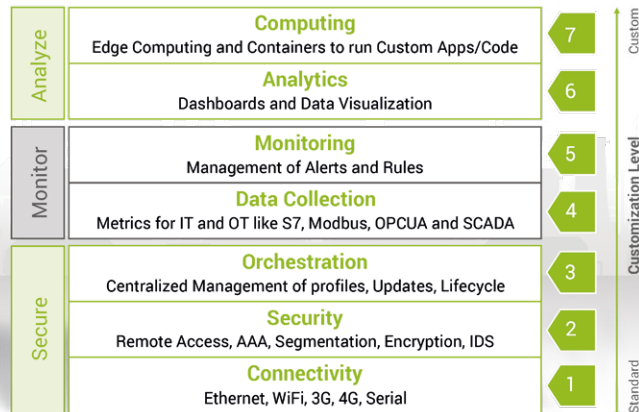 Analyze
Computing
Edge Computing and Containers to run Custom Apps/Code
7
Analytics
Dashboards and Data Visualization
6
Monitor
Monitoring
Management of Alerts and Rules
5
Data Collection
Metrics for IT and OT like S7, Modbus, OPCUA and SCADA
4
Secure
Orchestration
Centralized Management of profiles, Updates, Lifecycle
3
Security
Remote Access, AAA, Segmentation, Encryption, IDS
2
Connectivity
Ethernet, WiFi, 3G, 4G, Serial
1
Custom
Customization Level
Standard